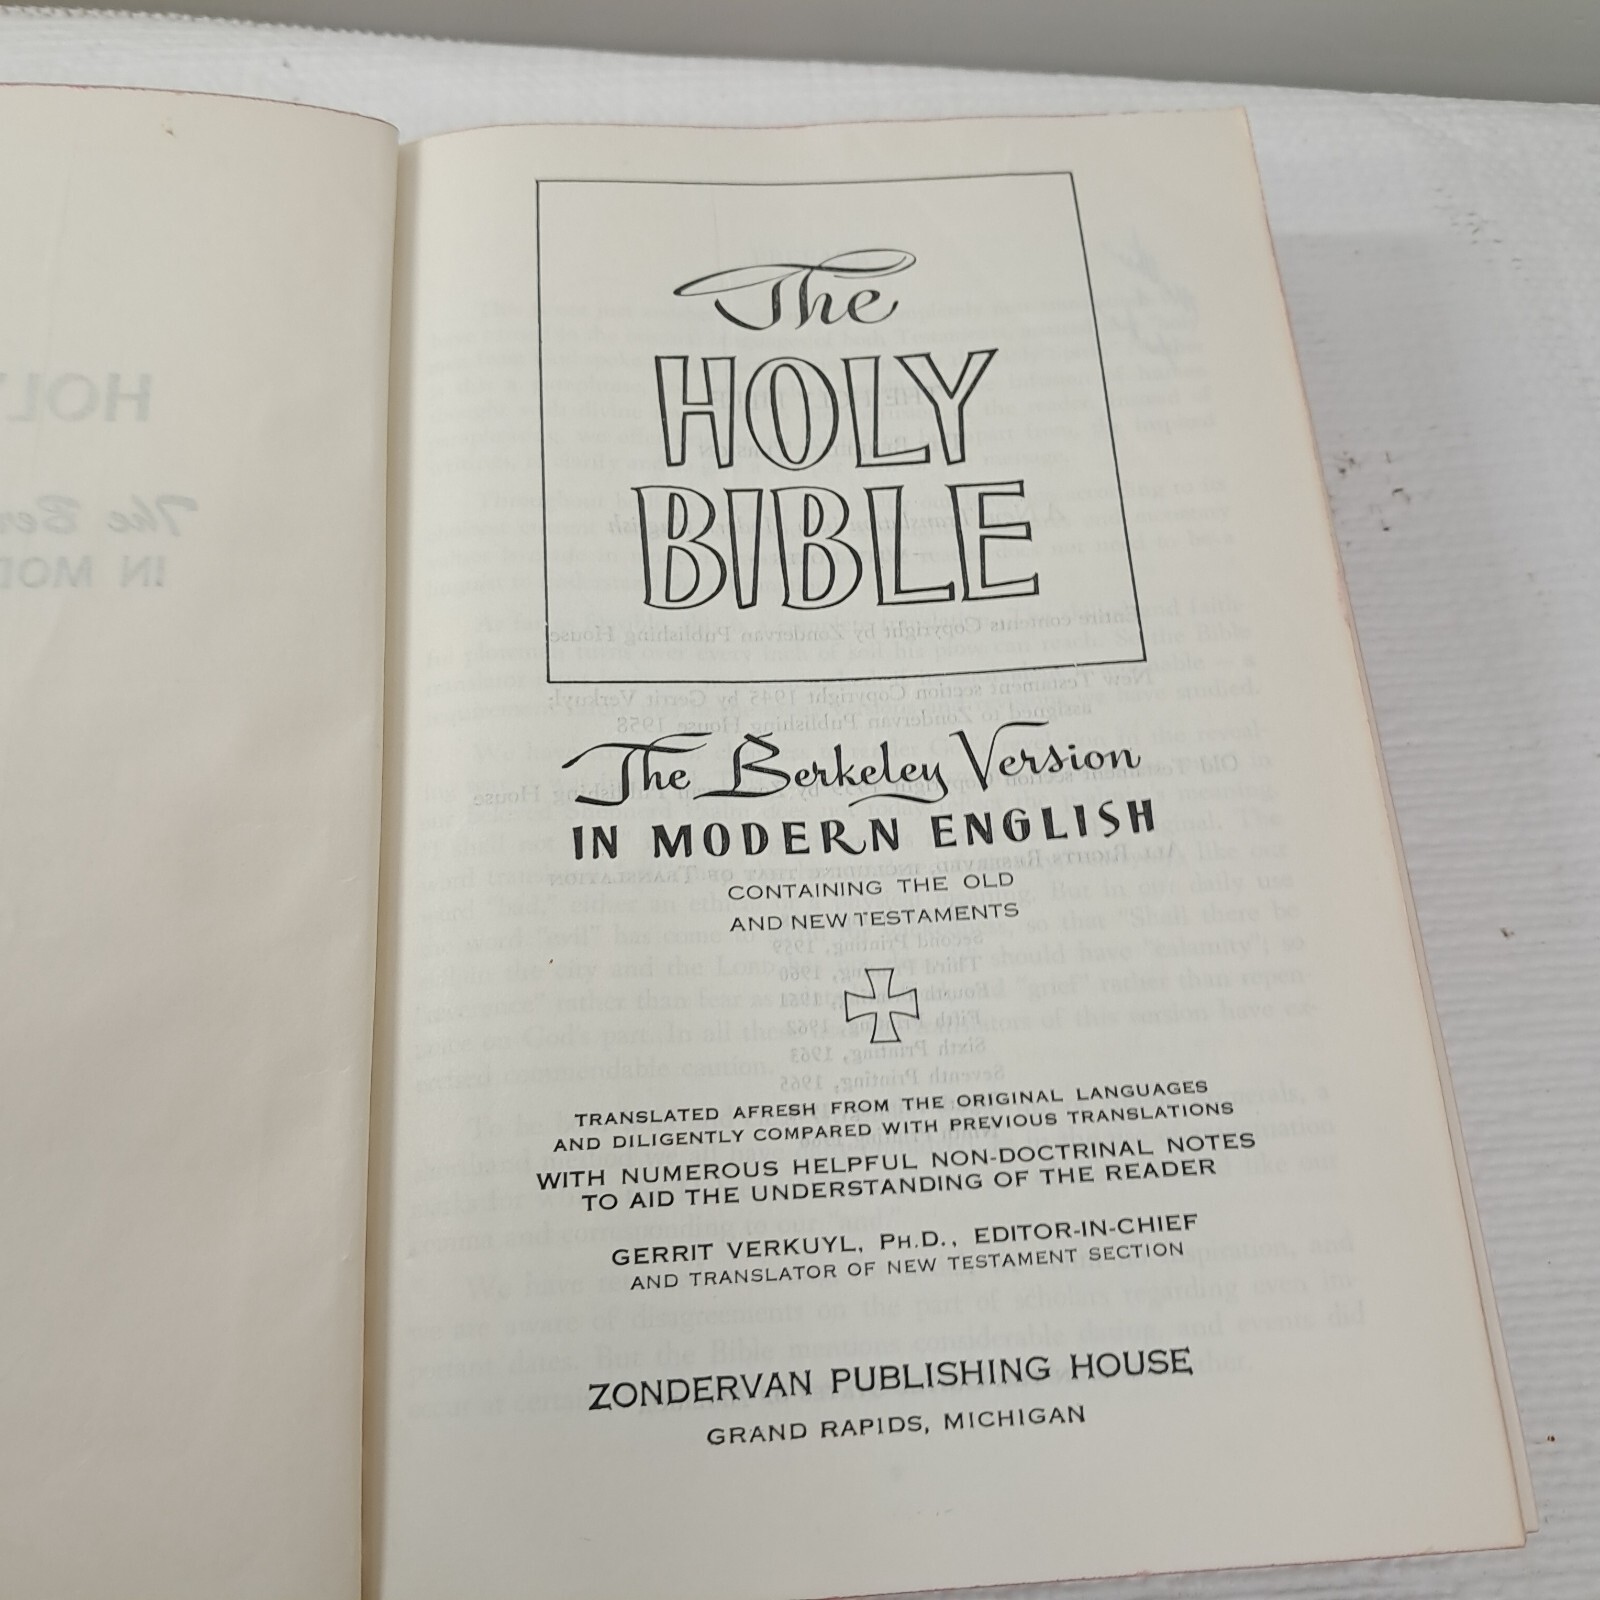 The
HOLY
BIBLE
The Berkeley Version
IN MODERN ENGLISH
CONTAINING THE OLD
AND NEW TESTAMENTS
TRANSLATED AFRESH FROM THE ORIGINAL LANGUAGES
AND DILIGENTLY COMPARED WITH PREVIOUS TRANSLATIONS
WITH NUMEROUS HELPFUL NON-DOCTRINAL NOTES
TO AID THE UNDERSTANDING OF THE READER
GERRIT VERKUYL, PH.D., EDITOR-IN-CHIEF
AND TRANSLATOR OF NEW TESTAMENT SECTION
ZONDERVAN PUBLISHING HOUSE
GRAND RAPIDS, MICHIGAN